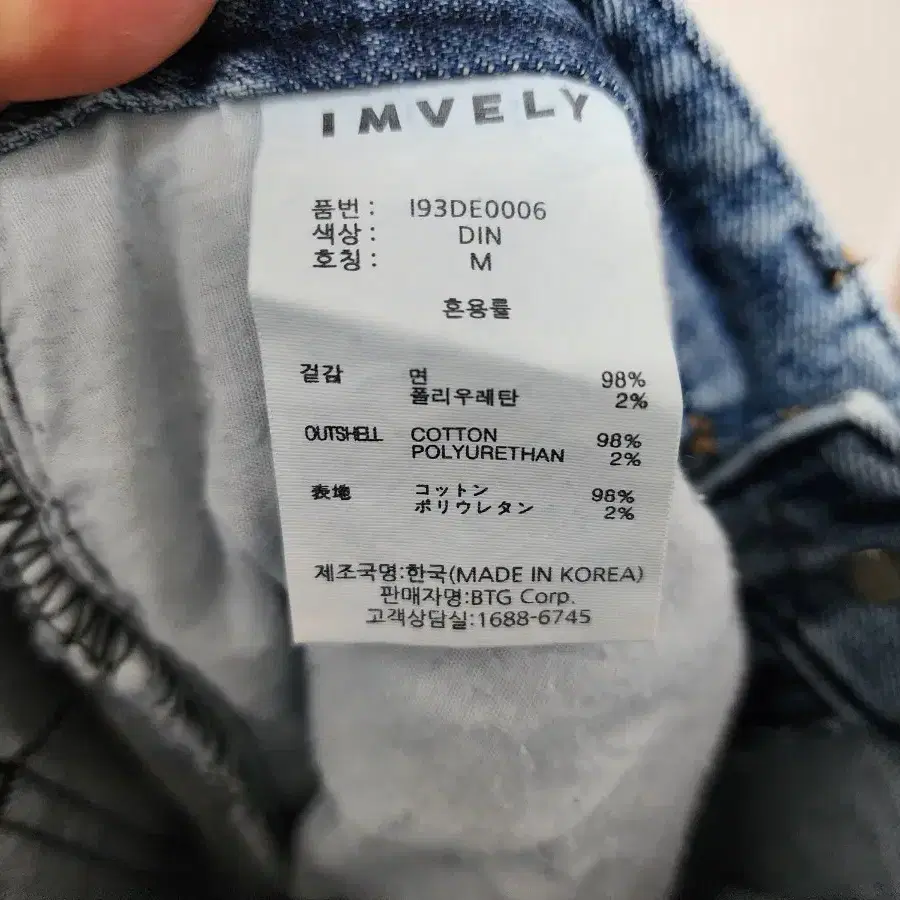 IMVELY
품번 : I93DE0006
색상 : DIN
호칭 : M
혼용률
겉감 면 98%
폴리우레탄 2%
OUTSHELL COTTON 98%
POLYURETHAN 2%
表地 コットン 98%
ポリウレタン 2%
제조국명:한국(MADE IN KOREA)
판매자명:BTG Corp.
고객상담실:1688-6745